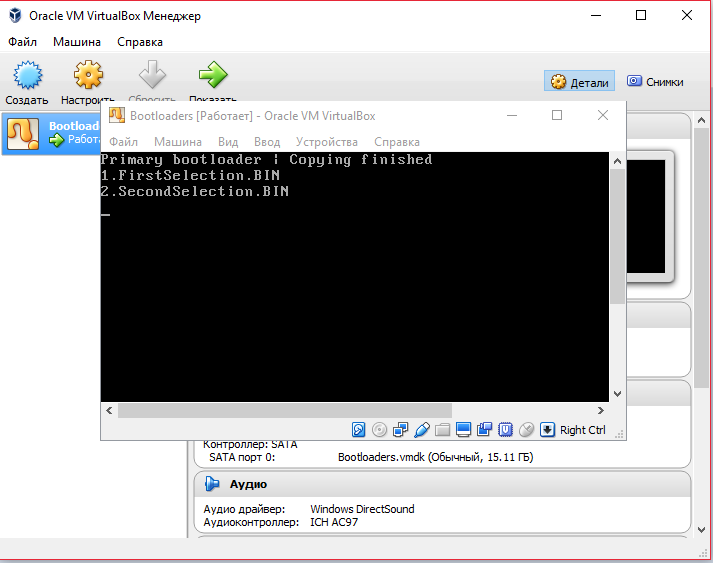 Oracle VM VirtualBox Менеджер
Файл Машина Справка
Создать Настроить Сбросить Показать
Детали Снимки
Работа
Bootloaders [Работает] - Oracle VM VirtualBox
Файл Машина Вид Ввод Устройства Справка
Primary bootloader ¦ Copying finished
1.FirstSelection.BIN
2.SecondSelection.BIN
Right Ctrl
Контроллер: SATA
SATA порт 0: Bootloaders.vmdk (Обычный, 15.11 ГБ)
Аудио
Аудио драйвер: Windows DirectSound
Аудиоконтроллер: ICH AC97